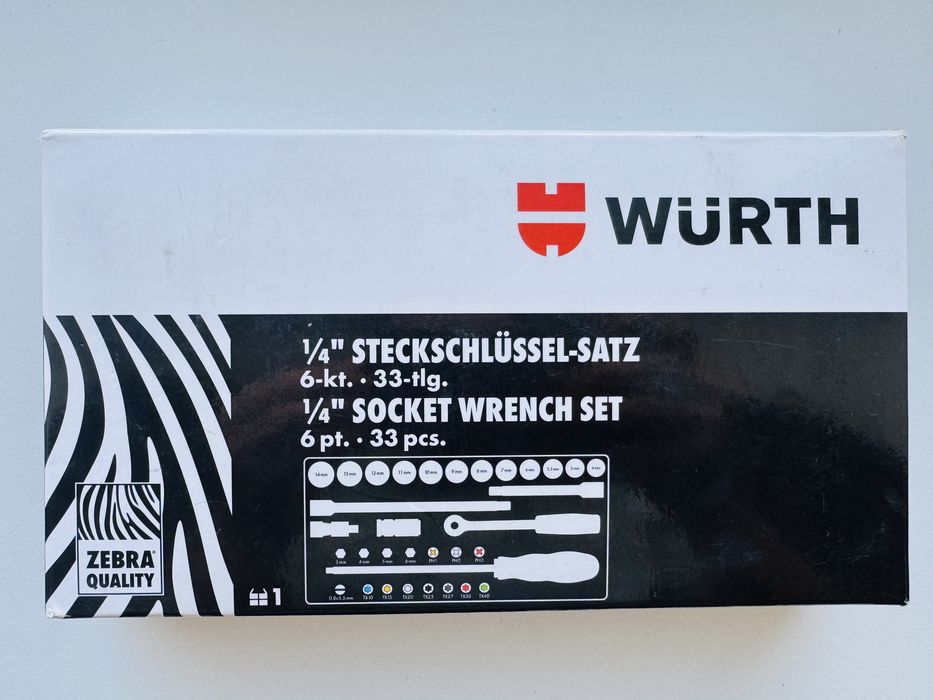 WÜRTH
¼" STECKSCHLÜSSEL-SATZ
6-kt. · 33-tlg.
¼" SOCKET WRENCH SET
6 pt. · 33 pcs.
14 mm 13 mm 12 mm 11 mm 10 mm 9 mm 8 mm 7 mm 6 mm 5.5 mm 5 mm 4 mm
3 mm 4 mm 5 mm 6 mm PH1 PH2 PH3
0.8x5.5 mm TX10 TX15 TX20 TX25 TX27 TX30 TX40
ZEBRA®
QUALITY
1